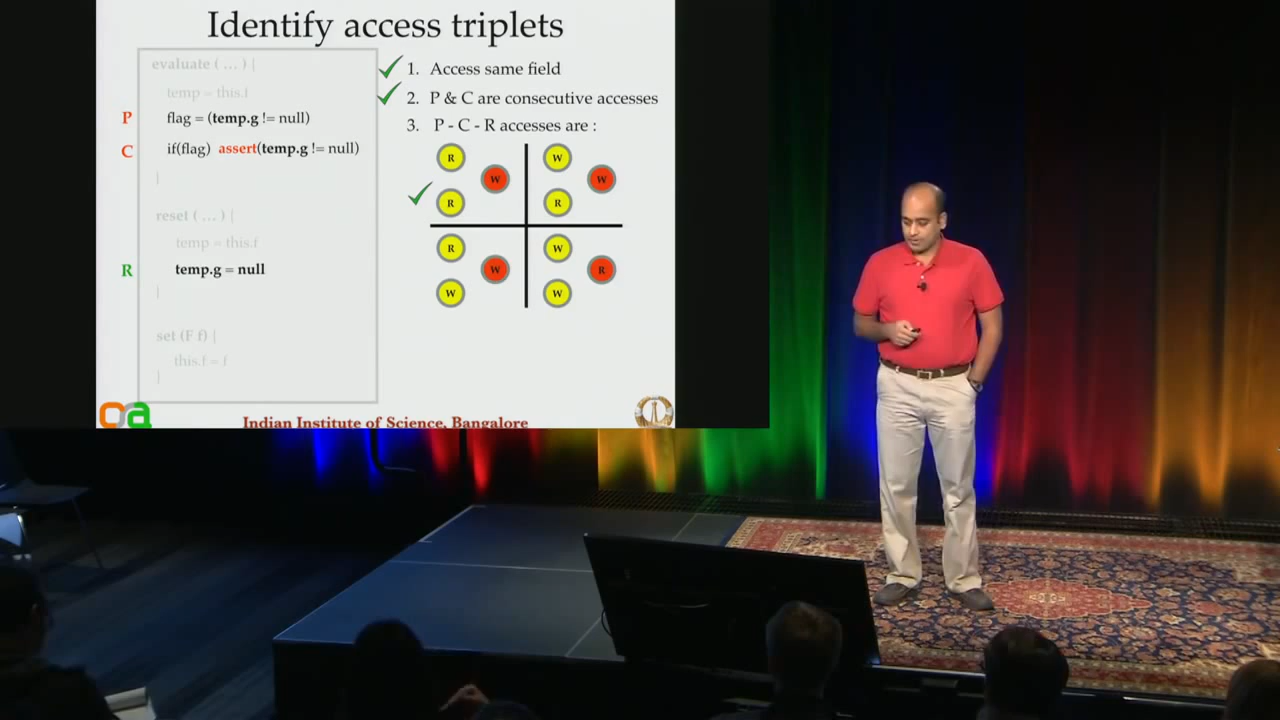 Identify access triplets
evaluate ( ... ) {
temp = this.f
P flag = (temp.g != null)
C if(flag) assert(temp.g != null)
}
reset ( ... ) {
temp = this.f
R temp.g = null
}
set (F f) {
this.f = f
}
1. Access same field
2. P & C are consecutive accesses
3. P - C - R accesses are :
R W
W W
R R
R W
W R
W W
oa
Indian Institute of Science, Bangalore